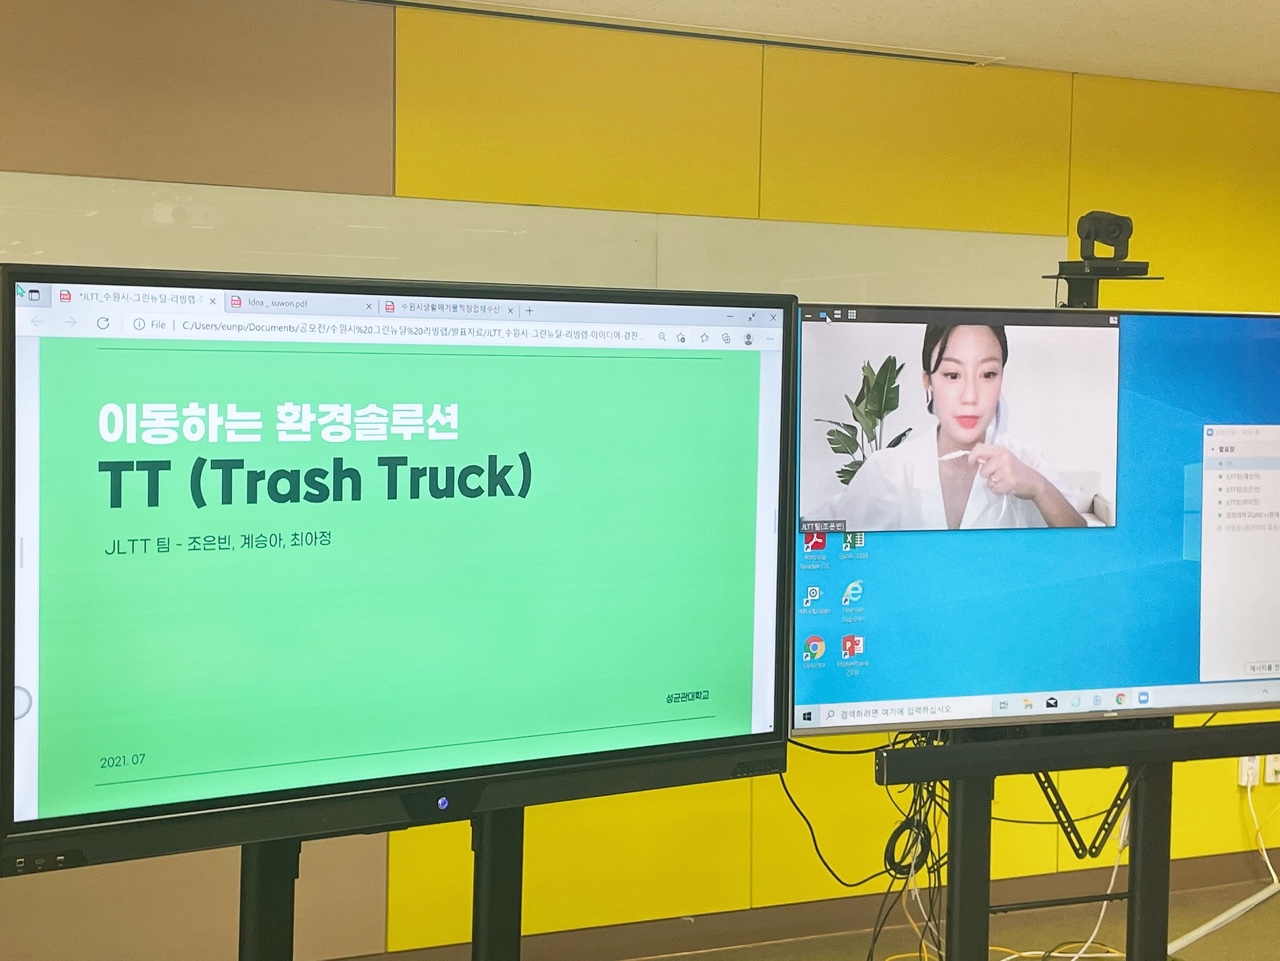 *JLTT_수원시-그린뉴딜-리빙랩-
Idea _ suwon.pdf
수원시생활폐기물적정업체수산
File
C:/Users/eunpi/Documents/공모전/수원시%20그린뉴딜%20리빙랩/발표자료/JLTT_수원시-그린뉴딜-리빙랩-아이디어-경진...
이동하는 환경솔루션
TT (Trash Truck)
JLTT 팀 - 조은빈, 계승아, 최아정
성균관대학교
2021. 07
JLTT팀(조은빈)
발표장
검색하려면 여기에 입력하십시오.